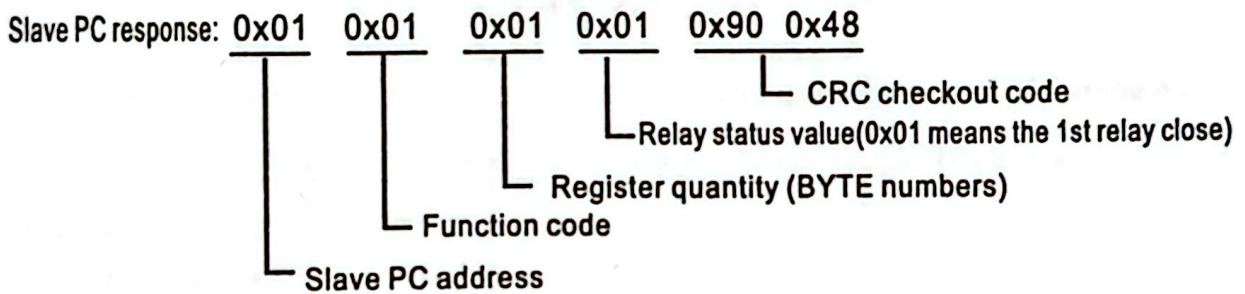 Slave PC response: 0x01 0x01 0x01 0x01 0x90 0x48
CRC checkout code
Relay status value(0x01 means the 1st relay close)
Register quantity (BYTE numbers)
Function code
Slave PC address